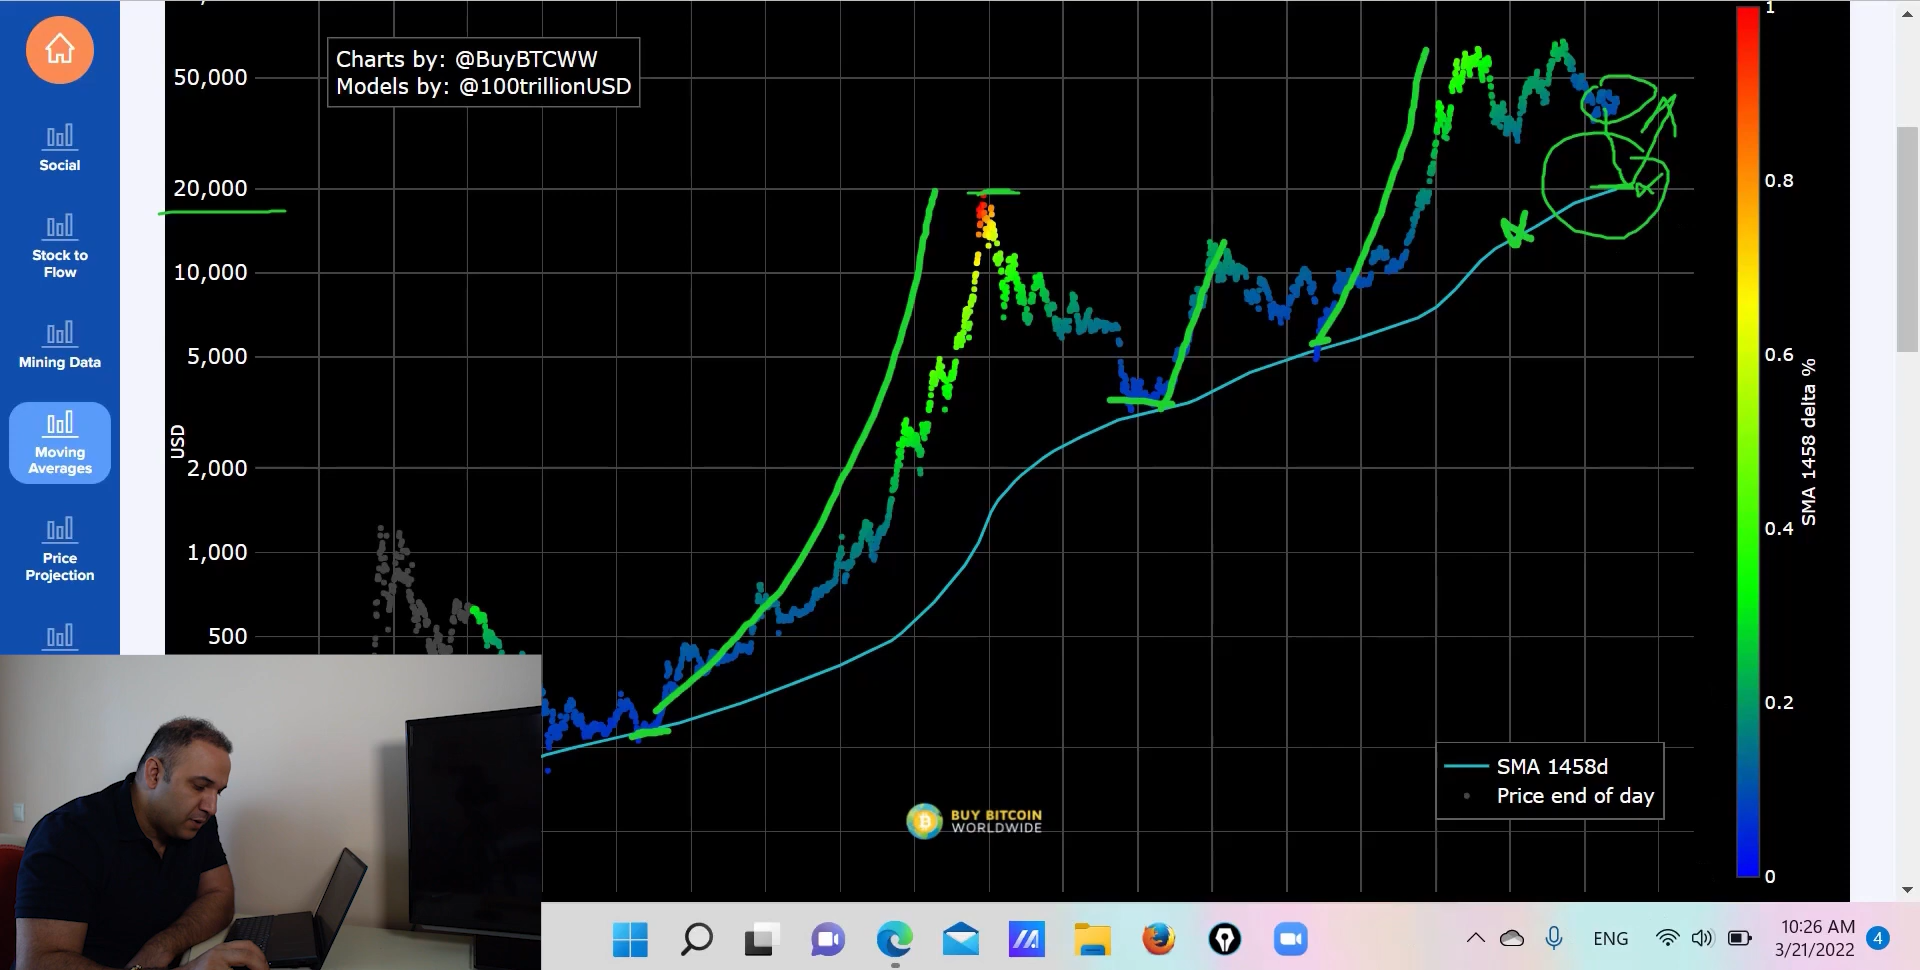 Social
Stock to
Flow
Mining Data
Moving
Averages
Price
Projection
Charts by: @BuyBTCWW
Models by: @100trillionUSD
50,000
20,000
10,000
5,000
2,000
1,000
500
USD
1
0.8
0.6
0.4
0.2
0
SMA 1458 delta %
SMA 1458d
Price end of day
BUY BITCOIN
WORLDWIDE
ENG
10:26 AM
3/21/2022
4